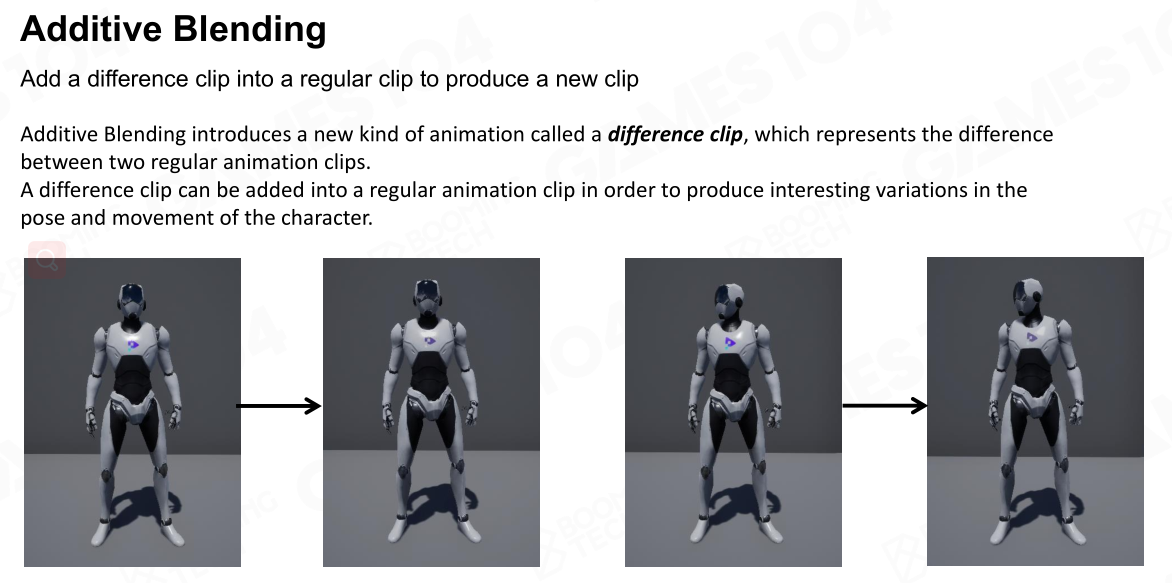 Additive Blending
Add a difference clip into a regular clip to produce a new clip
Additive Blending introduces a new kind of animation called a difference clip, which represents the difference
between two regular animation clips.
A difference clip can be added into a regular animation clip in order to produce interesting variations in the
pose and movement of the character.
GAMES104
BOOMING
TECH